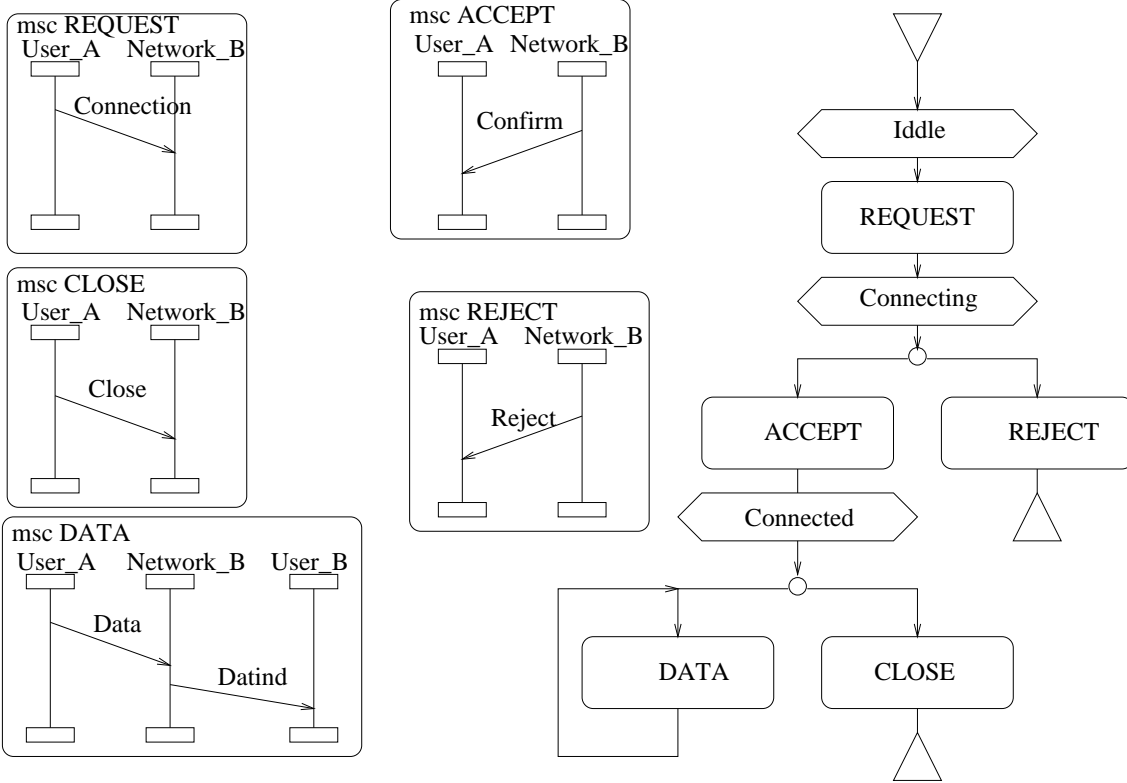 msc REQUEST
User_A Network_B
Connection
msc ACCEPT
User_A Network_B
Confirm
msc CLOSE
User_A Network_B
Close
msc REJECT
User_A Network_B
Reject
msc DATA
User_A Network_B User_B
Data
Datind
Iddle
REQUEST
Connecting
ACCEPT REJECT
Connected
DATA CLOSE